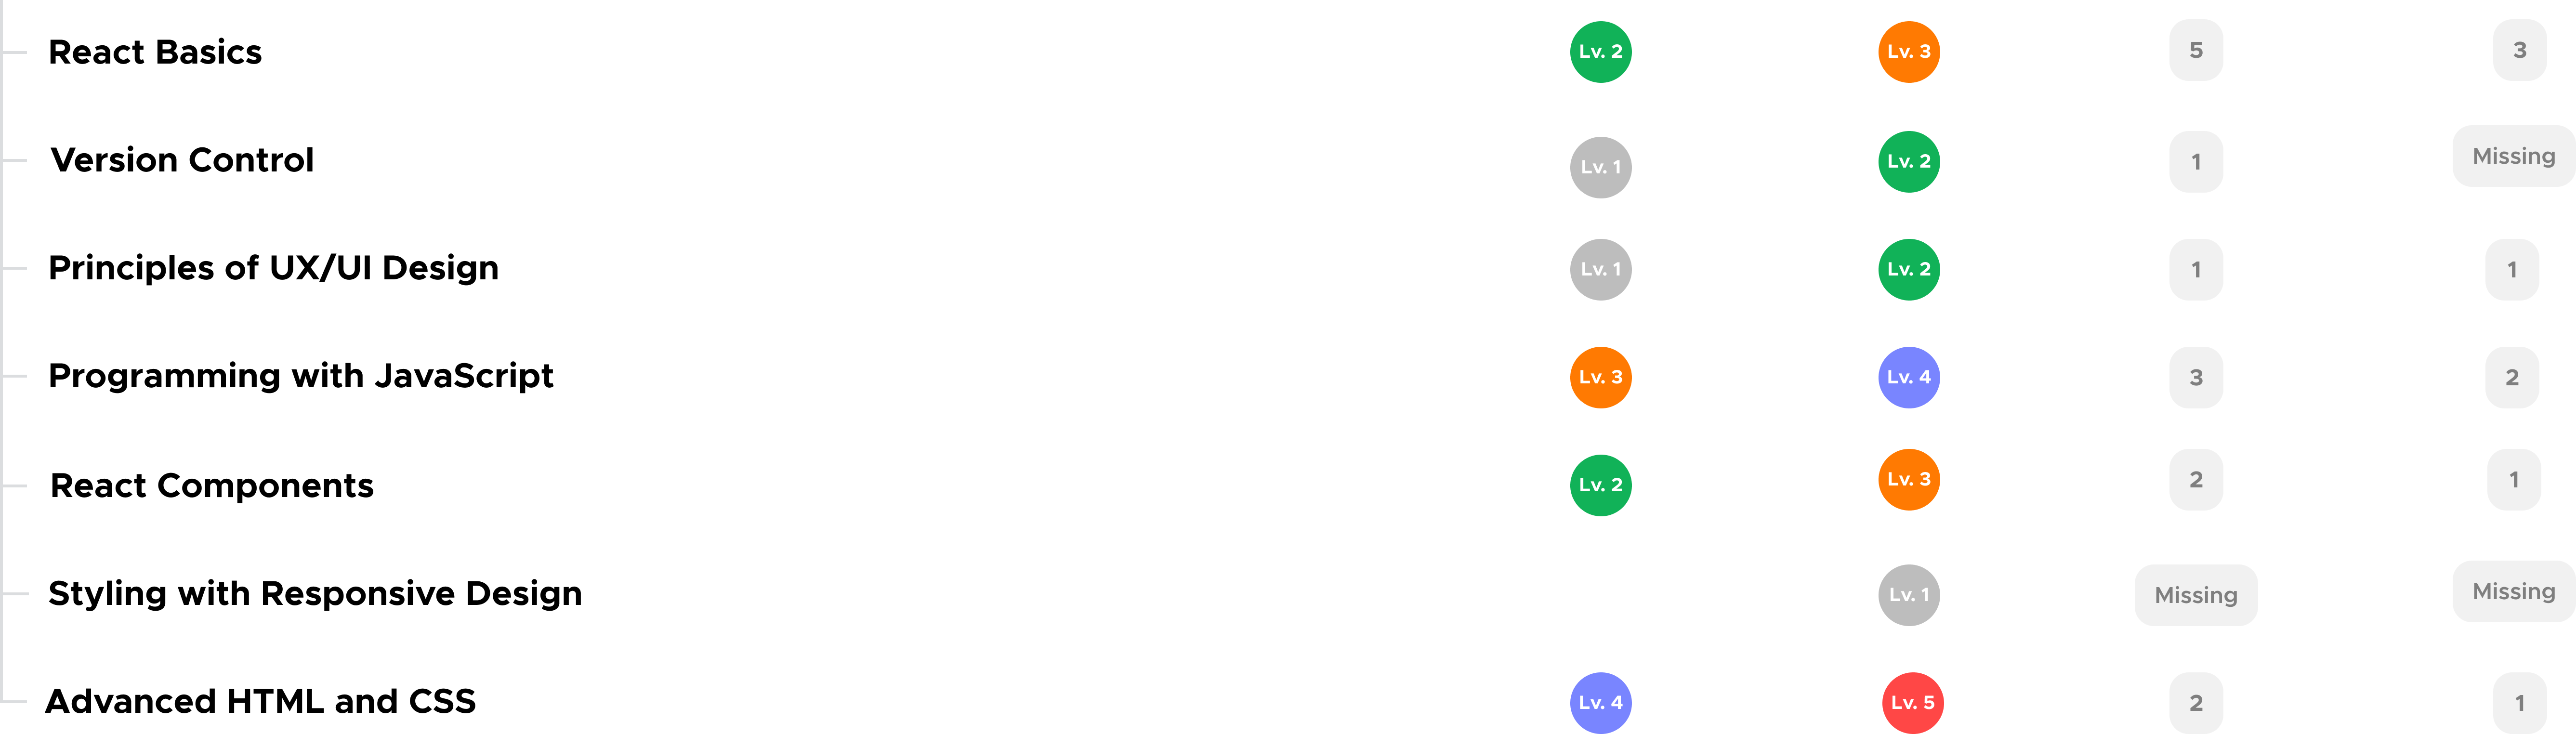 React Basics Lv. 2 Lv. 3 5 3
Version Control Lv. 1 Lv. 2 1 Missing
Principles of UX/UI Design Lv. 1 Lv. 2 1 1
Programming with JavaScript Lv. 3 Lv. 4 3 2
React Components Lv. 2 Lv. 3 2 1
Styling with Responsive Design Lv. 1 Missing Missing
Advanced HTML and CSS Lv. 4 Lv. 5 2 1